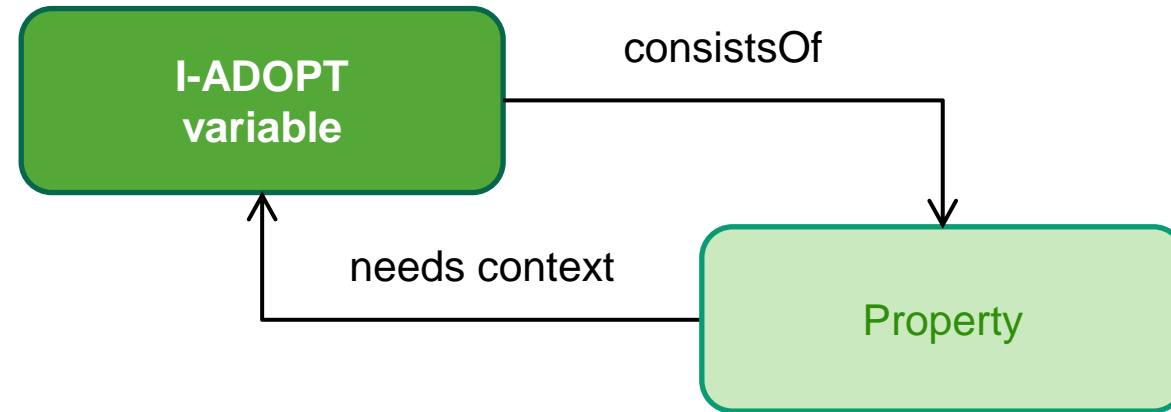 I-ADOPT
variable
consistsOf
needs context
Property